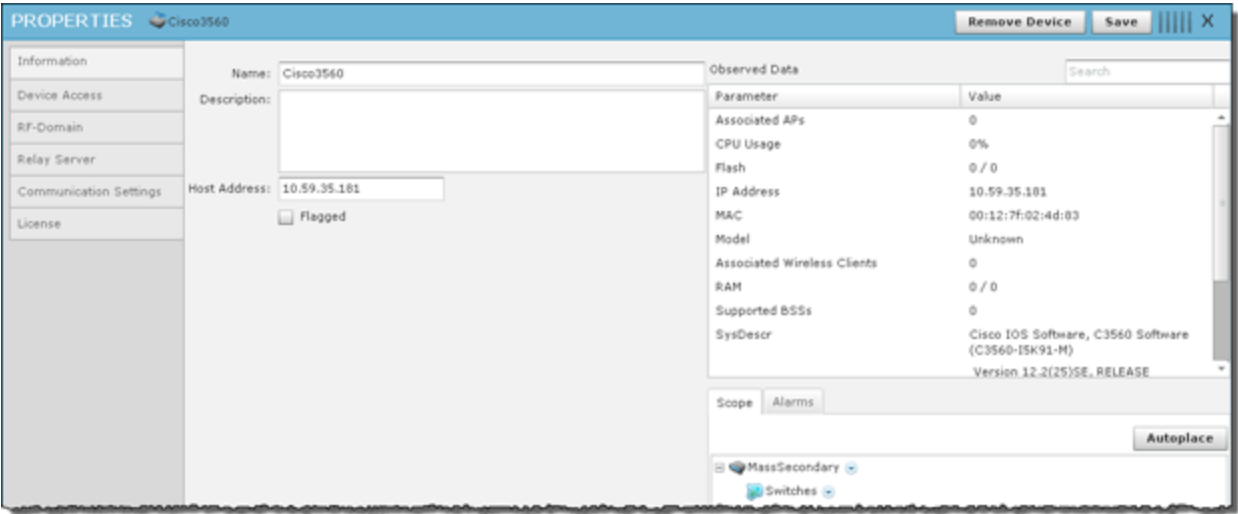 PROPERTIES Cisco3560 Remove Device Save X
Information
Device Access
RF-Domain
Relay Server
Communication Settings
License
Name: Cisco3560
Description:
Host Address: 10.59.35.181
Flagged
Observed Data Search
Parameter Value
Associated APs 0
CPU Usage 0%
Flash 0 / 0
IP Address 10.59.35.181
MAC 00:12:7f:02:4d:83
Model Unknown
Associated Wireless Clients 0
RAM 0 / 0
Supported BSSs 0
SysDescr Cisco IOS Software, C3560 Software
(C3560-I5K91-M)
Version 12.2(25)SE, RELEASE
Scope Alarms
Autoplace
MassSecondary
Switches